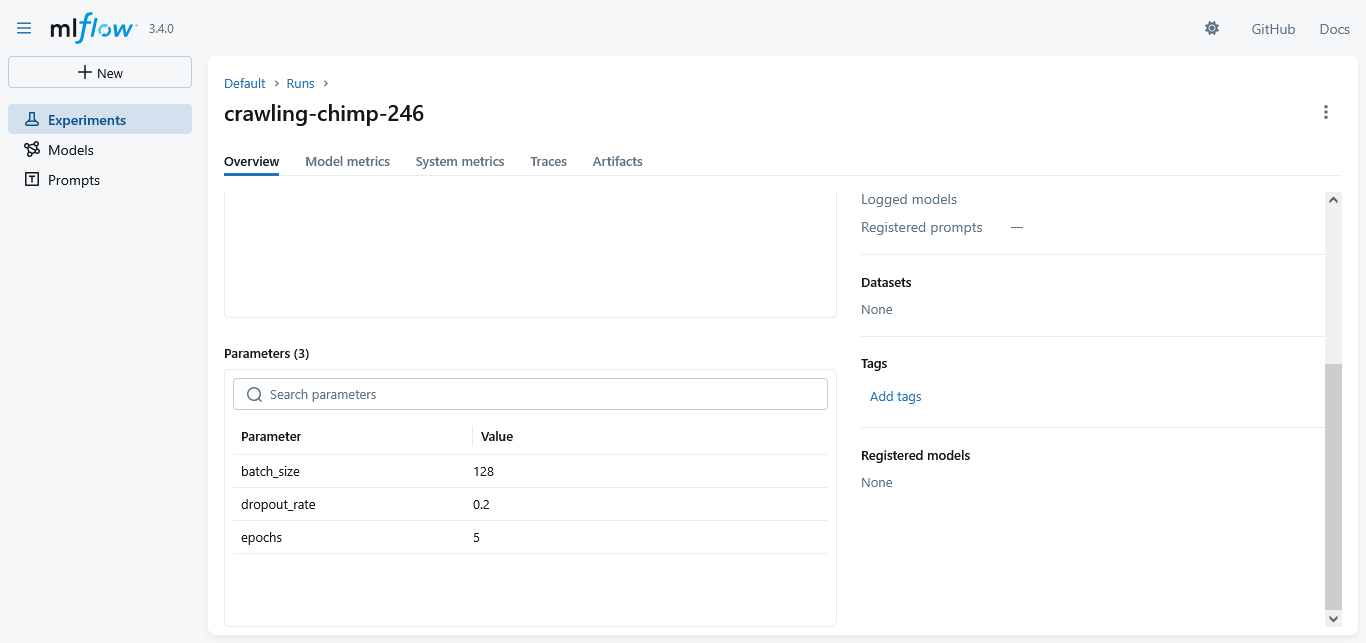 mlflow 3.4.0
GitHub
Docs
New
Experiments
Models
Prompts
Default > Runs >
crawling-chimp-246
Overview
Model metrics
System metrics
Traces
Artifacts
Parameters (3)
Search parameters
Parameter Value
batch_size 128
dropout_rate 0.2
epochs 5
Logged models
Registered prompts —
Datasets
None
Tags
Add tags
Registered models
None